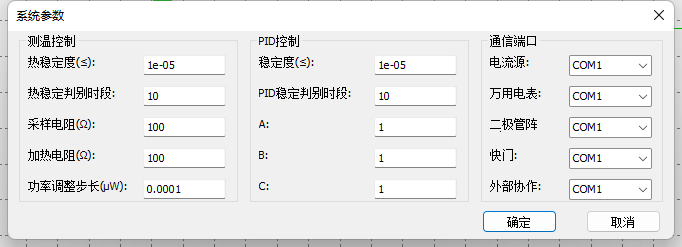 系统参数
测温控制
热稳定度(≤): 1e-05
热稳定判别时段: 10
采样电阻(Ω): 100
加热电阻(Ω): 100
功率调整步长(μW): 0.0001
PID控制
稳定度(≤): 1e-05
PID稳定判别时段: 10
A: 1
B: 1
C: 1
通信端口
电流源: COM1
万用电表: COM1
二极管阵 COM1
快门: COM1
外部协作: COM1
确定 取消